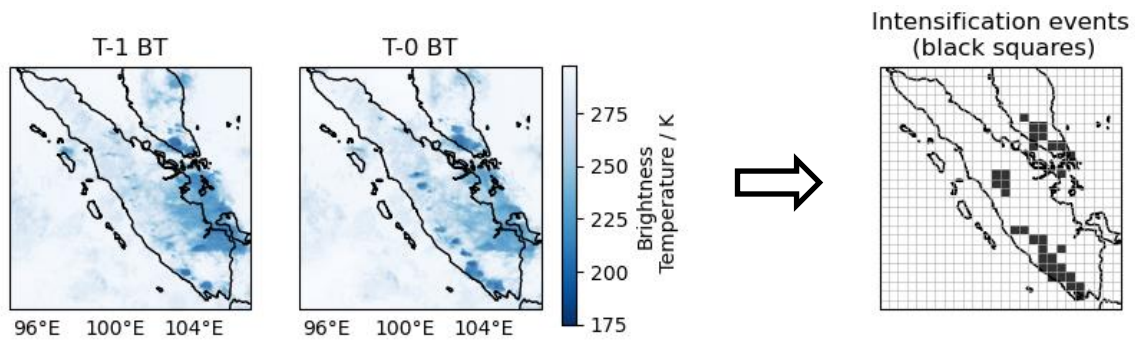 T-1 BT
T-0 BT
Intensification events
(black squares)
275
250
225
200
175
Brightness
Temperature / K
96°E 100°E 104°E
96°E 100°E 104°E